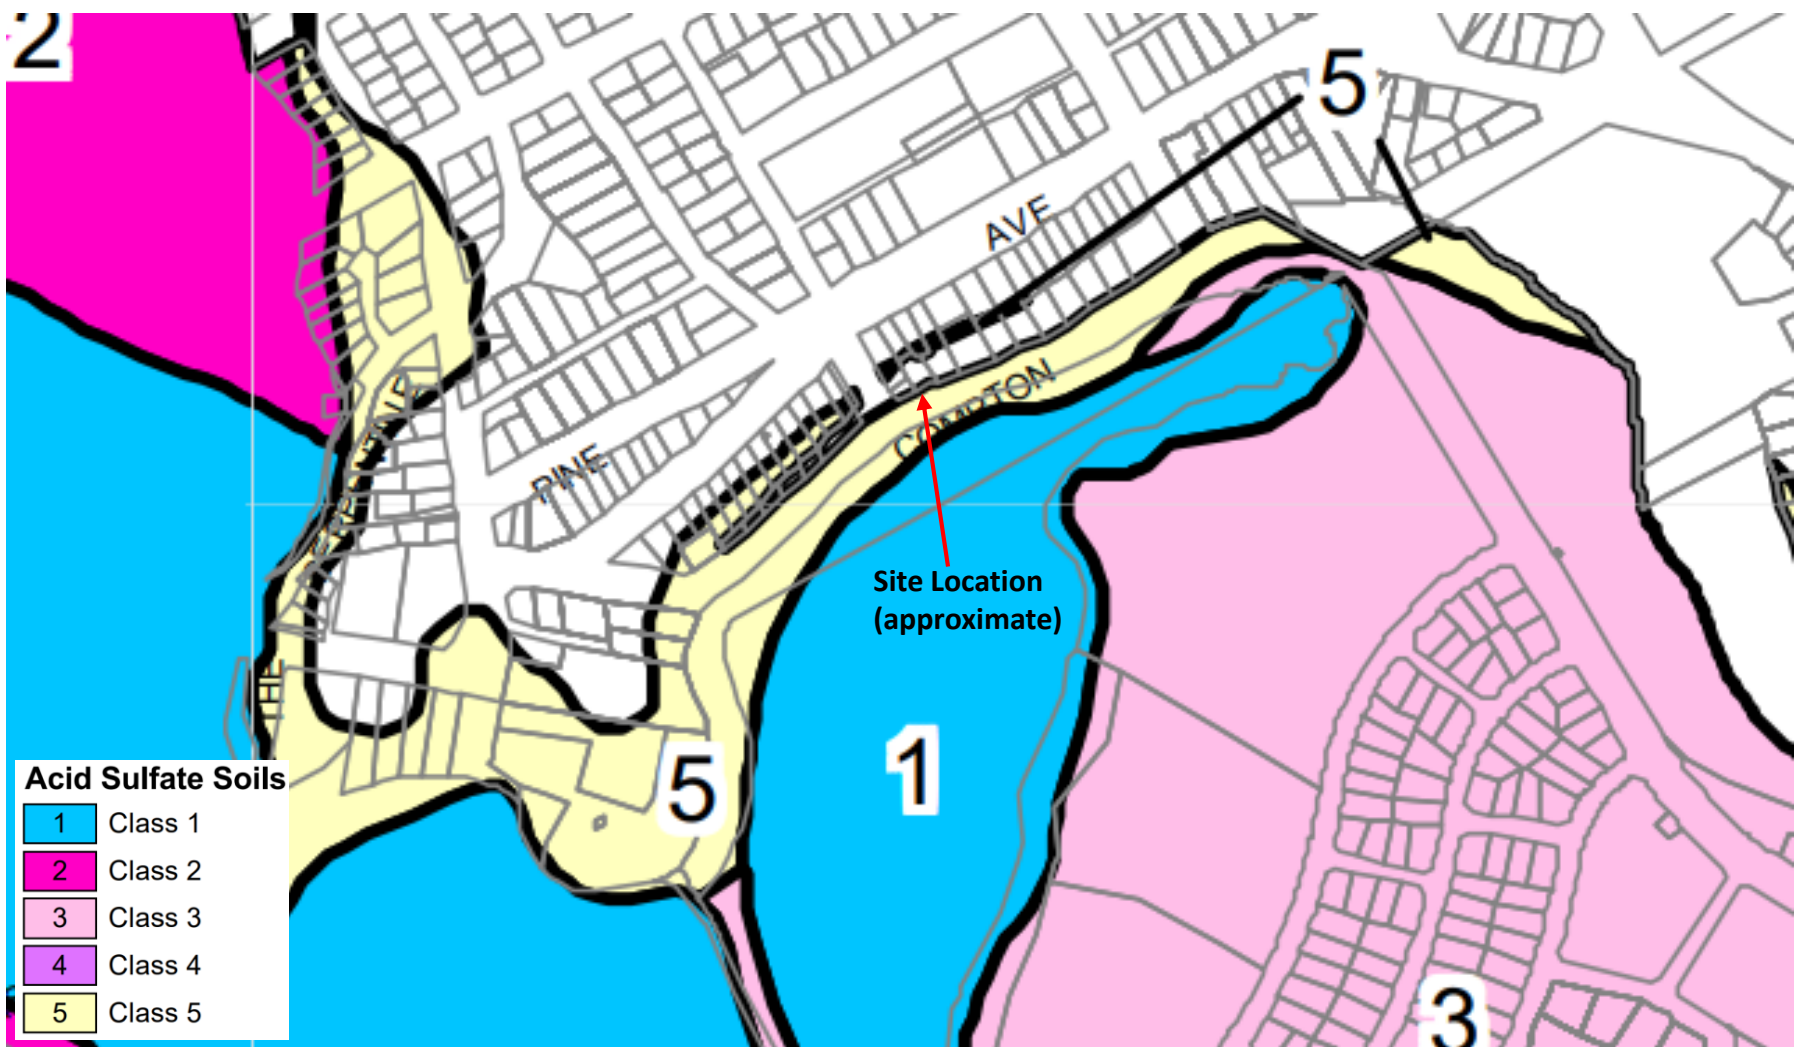 2
5
AVE
COMPTON
PINE
Site Location
(approximate)
THE
1
5
3
Acid Sulfate Soils
1 Class 1
2 Class 2
3 Class 3
4 Class 4
5 Class 5